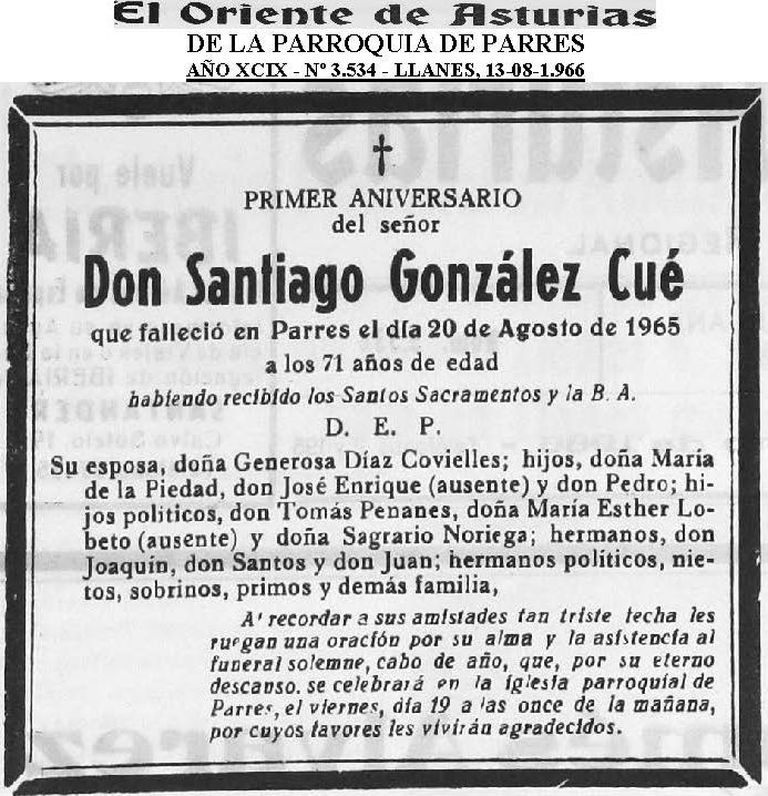 El Oriente de Asturias
DE LA PARROQUIA DE PARRES
AÑO XCIX - Nº 3.534 - LLANES, 13-08-1.966
PRIMER ANIVERSARIO
del señor
Don Santiago González Cué
que falleció en Parres el día 20 de Agosto de 1965
a los 71 años de edad
habiendo recibido los Santos Sacramentos y la B. A.
D. E. P.
Su esposa, doña Generosa Díaz Covielles; hijos, doña María
de la Piedad, don José Enrique (ausente) y don Pedro; hi-
jos politicos, don Tomás Penanes, doña María Esther Lo-
beto (ausente) y doña Sagrario Noriega; hermanos, don
Joaquín, don Santos y don Juan; hermanos políticos, nie-
tos, sobrinos, primos y demás familia,
A' recordar a sus amistades tan triste fecha les
ruegan una oración por su alma y la asistencia al
funeral solemne, cabo de año, que, por su eterno
descanso. se celebrará en la iglesia parroquial de
Parres, el viernes, día 19 a las once de la mañana,
por cuyos favores les vivirán agradecidos.